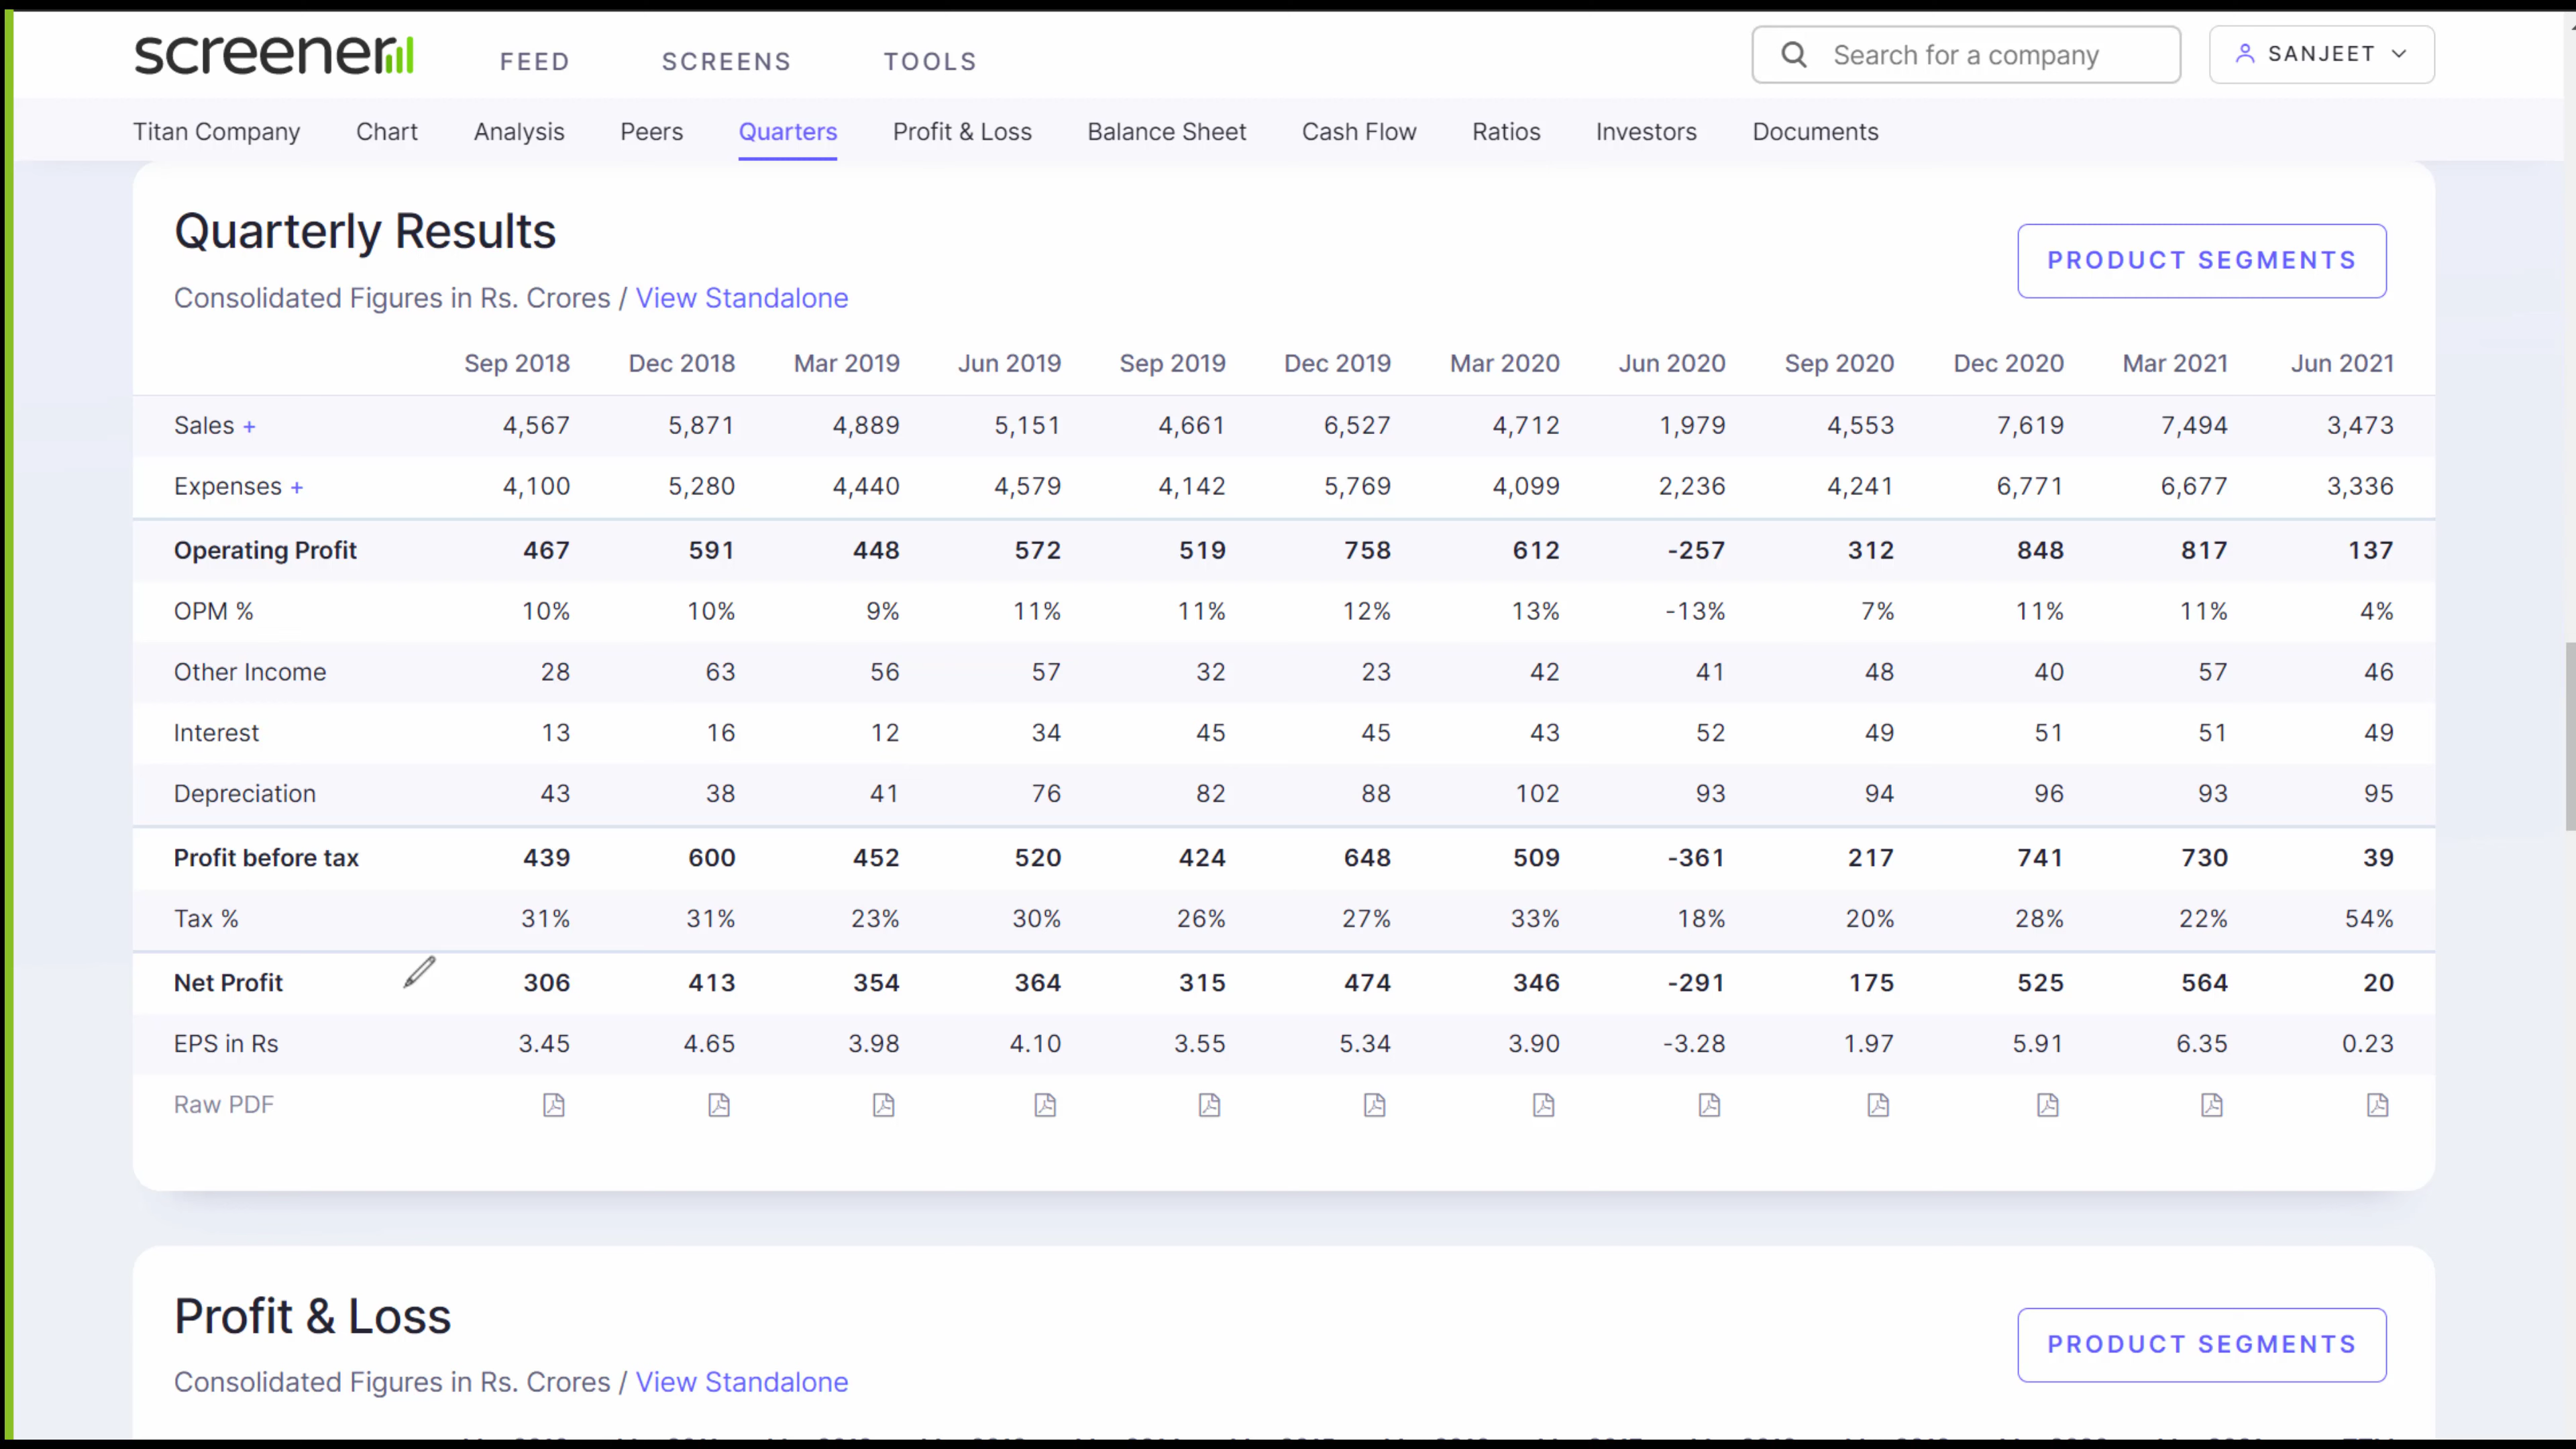 screener
FEED SCREENS TOOLS
Search for a company
SANJEET
Titan Company Chart Analysis Peers Quarters Profit & Loss Balance Sheet Cash Flow Ratios Investors Documents
Quarterly Results
PRODUCT SEGMENTS
Consolidated Figures in Rs. Crores / View Standalone
Sep 2018 Dec 2018 Mar 2019 Jun 2019 Sep 2019 Dec 2019 Mar 2020 Jun 2020 Sep 2020 Dec 2020 Mar 2021 Jun 2021
Sales + 4,567 5,871 4,889 5,151 4,661 6,527 4,712 1,979 4,553 7,619 7,494 3,473
Expenses + 4,100 5,280 4,440 4,579 4,142 5,769 4,099 2,236 4,241 6,771 6,677 3,336
Operating Profit 467 591 448 572 519 758 612 -257 312 848 817 137
OPM % 10% 10% 9% 11% 11% 12% 13% -13% 7% 11% 11% 4%
Other Income 28 63 56 57 32 23 42 41 48 40 57 46
Interest 13 16 12 34 45 45 43 52 49 51 51 49
Depreciation 43 38 41 76 82 88 102 93 94 96 93 95
Profit before tax 439 600 452 520 424 648 509 -361 217 741 730 39
Tax % 31% 31% 23% 30% 26% 27% 33% 18% 20% 28% 22% 54%
Net Profit 306 413 354 364 315 474 346 -291 175 525 564 20
EPS in Rs 3.45 4.65 3.98 4.10 3.55 5.34 3.90 -3.28 1.97 5.91 6.35 0.23
Raw PDF
Profit & Loss
PRODUCT SEGMENTS
Consolidated Figures in Rs. Crores / View Standalone